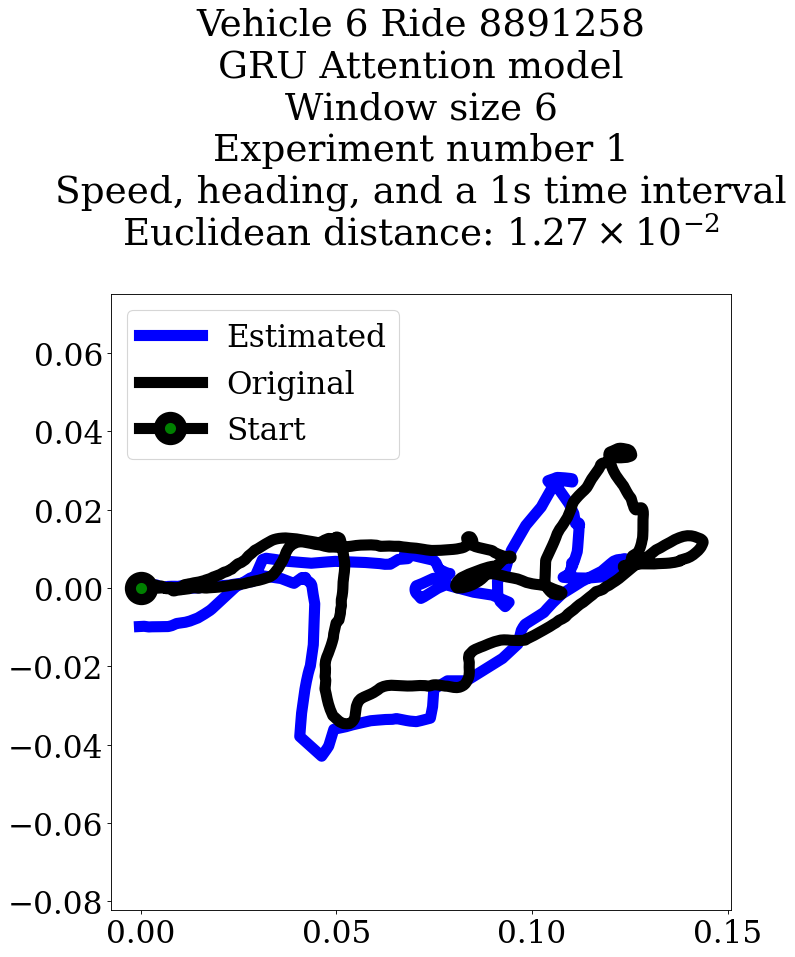 Vehicle 6 Ride 8891258
GRU Attention model
Window size 6
Experiment number 1
Speed, heading, and a 1s time interval
Euclidean distance: 1.27 × 10⁻²
Estimated
Original
Start
0.06
0.04
0.02
0.00
−0.02
−0.04
−0.06
−0.08
0.00 0.05 0.10 0.15